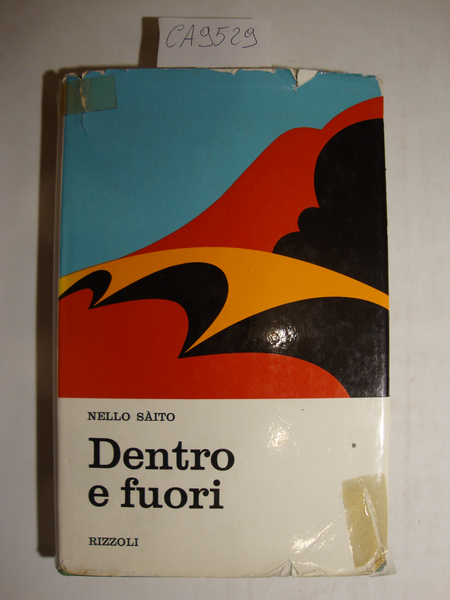 CA9529
NELLO SÀITO
Dentro
e fuori
RIZZOLI